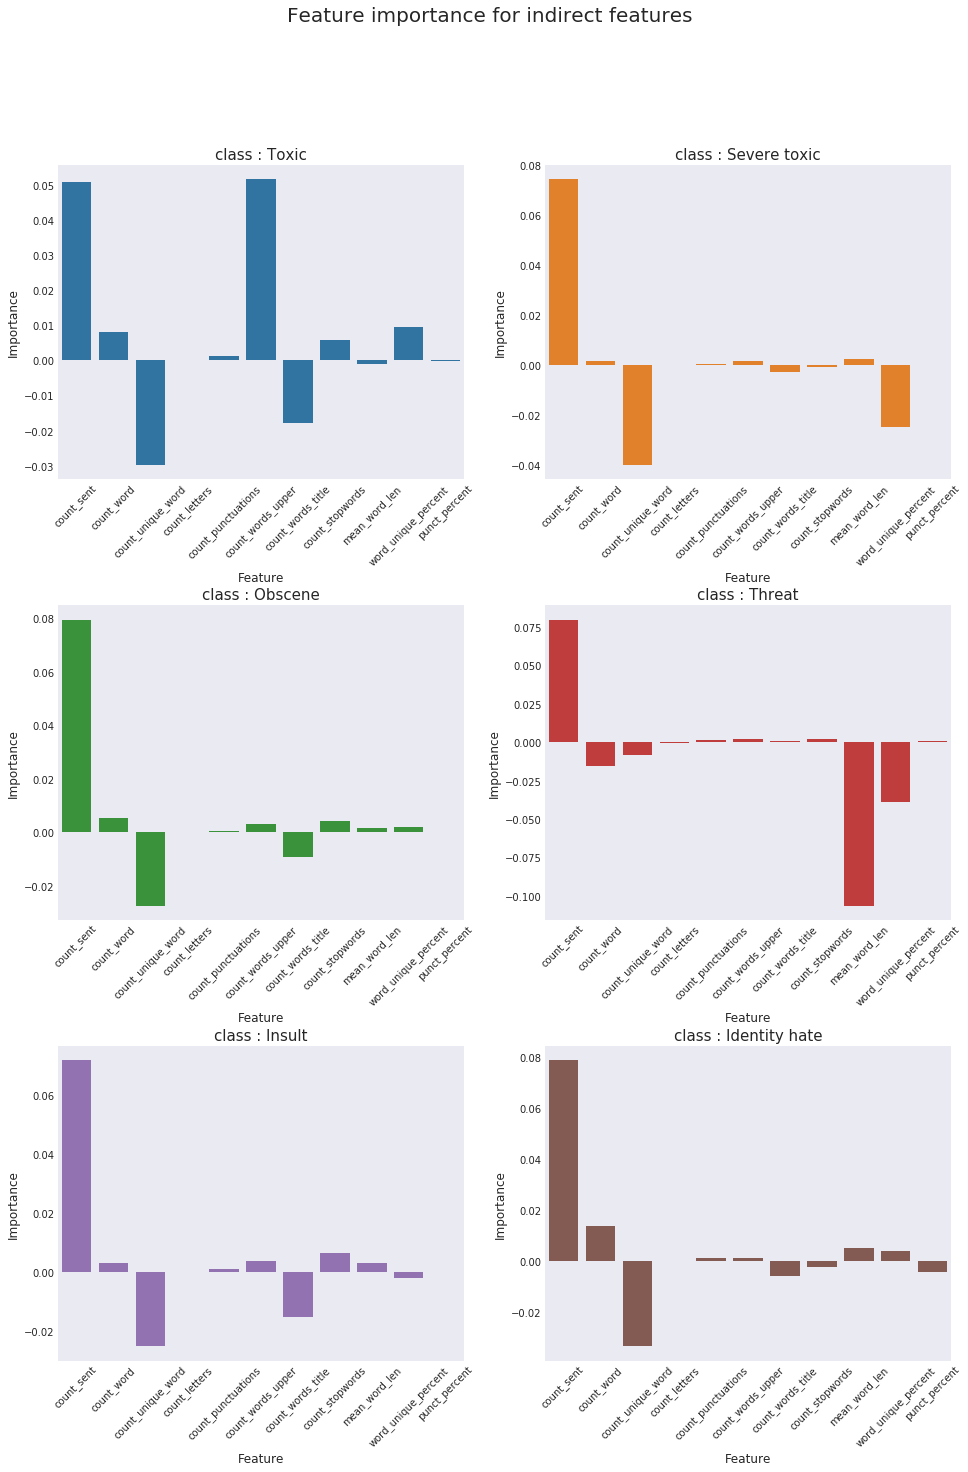 Feature importance for indirect features
class : Toxic
Importance
0.05
0.04
0.03
0.02
0.01
0.00
−0.01
−0.02
−0.03
count_sent
count_word
count_unique_word
count_letters
count_punctuations
count_words_upper
count_words_title
count_stopwords
mean_word_len
word_unique_percent
punct_percent
Feature
class : Severe toxic
Importance
0.08
0.06
0.04
0.02
0.00
−0.02
−0.04
count_sent
count_word
count_unique_word
count_letters
count_punctuations
count_words_upper
count_words_title
count_stopwords
mean_word_len
word_unique_percent
punct_percent
Feature
class : Obscene
Importance
0.08
0.06
0.04
0.02
0.00
−0.02
count_sent
count_word
count_unique_word
count_letters
count_punctuations
count_words_upper
count_words_title
count_stopwords
mean_word_len
word_unique_percent
punct_percent
Feature
class : Threat
Importance
0.075
0.050
0.025
0.000
−0.025
−0.050
−0.075
−0.100
count_sent
count_word
count_unique_word
count_letters
count_punctuations
count_words_upper
count_words_title
count_stopwords
mean_word_len
word_unique_percent
punct_percent
Feature
class : Insult
Importance
0.06
0.04
0.02
0.00
−0.02
count_sent
count_word
count_unique_word
count_letters
count_punctuations
count_words_upper
count_words_title
count_stopwords
mean_word_len
word_unique_percent
punct_percent
Feature
class : Identity hate
Importance
0.08
0.06
0.04
0.02
0.00
−0.02
count_sent
count_word
count_unique_word
count_letters
count_punctuations
count_words_upper
count_words_title
count_stopwords
mean_word_len
word_unique_percent
punct_percent
Feature